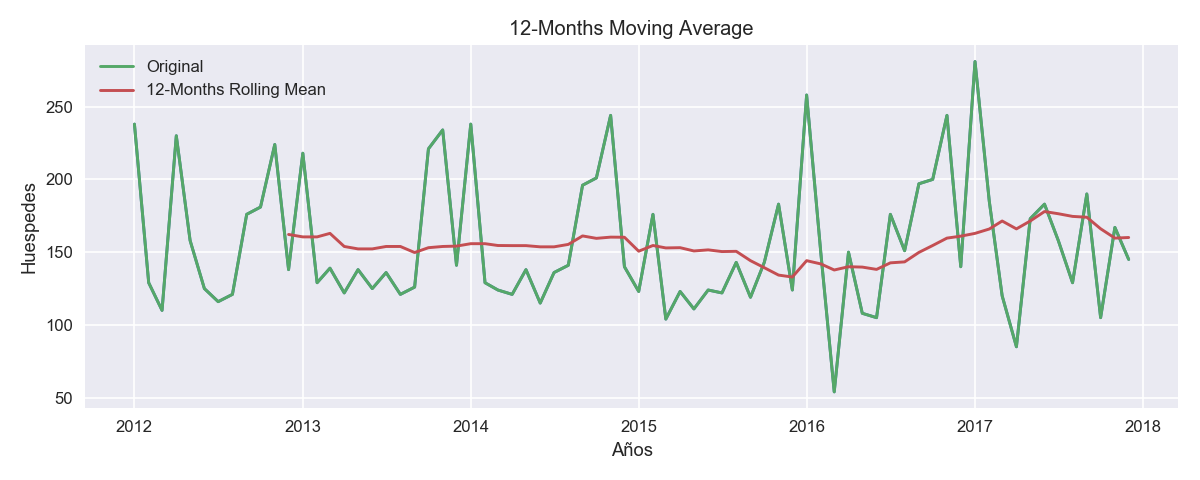 12-Months Moving Average
Original
12-Months Rolling Mean
250
200
150
100
50
Huespedes
2012 2013 2014 2015 2016 2017 2018
Años